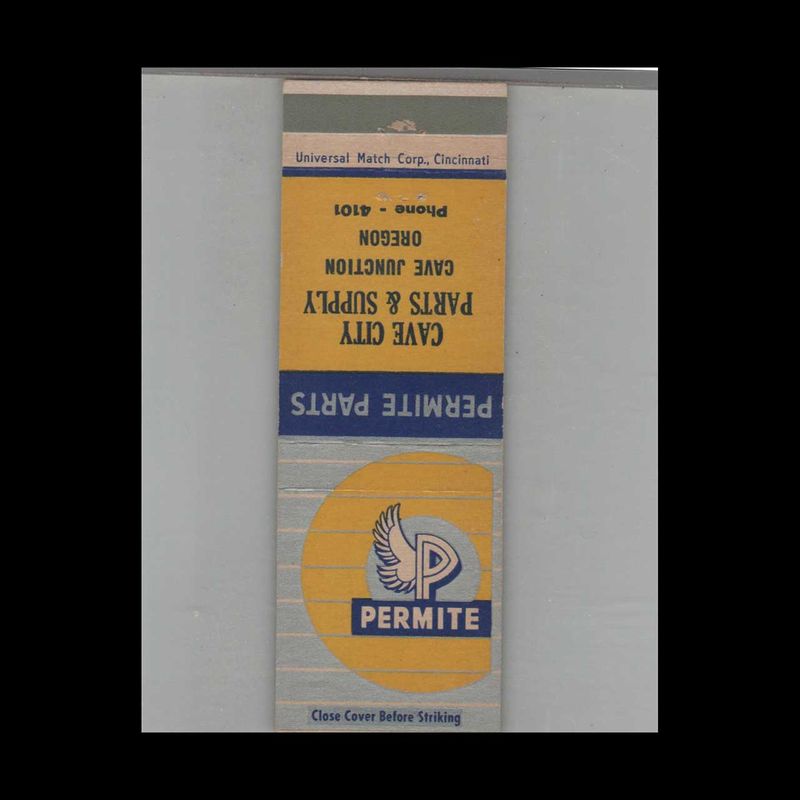 Universal Match Corp., Cincinnati
CAVE CITY
PARTS & SUPPLY
CAVE JUNCTION
OREGON
Phone - 4101
PERMITE PARTS
P
PERMITE
Close Cover Before Striking